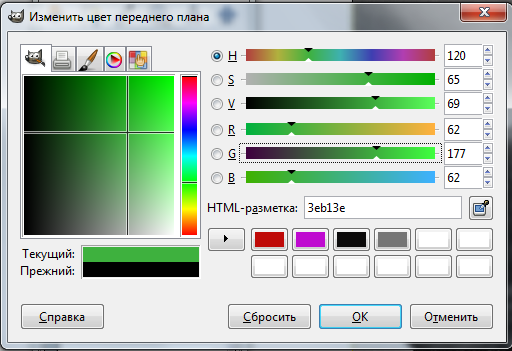 Изменить цвет переднего плана
H 120
S 65
V 69
R 62
G 177
B 62
HTML-разметка: 3eb13e
Текущий:
Прежний:
Справка Сбросить OK Отменить